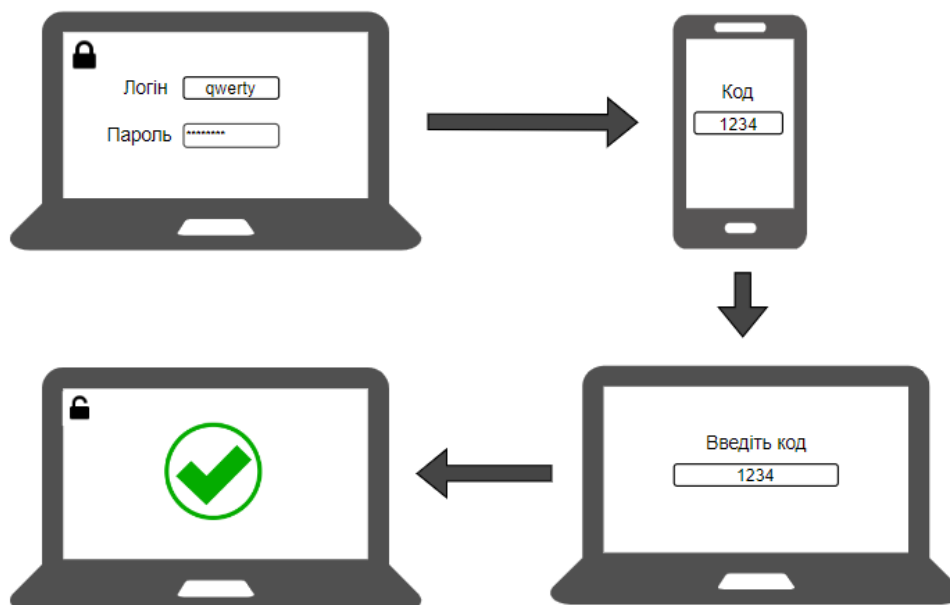 Логін qwerty
Пароль ********
Код
1234
Введіть код
1234